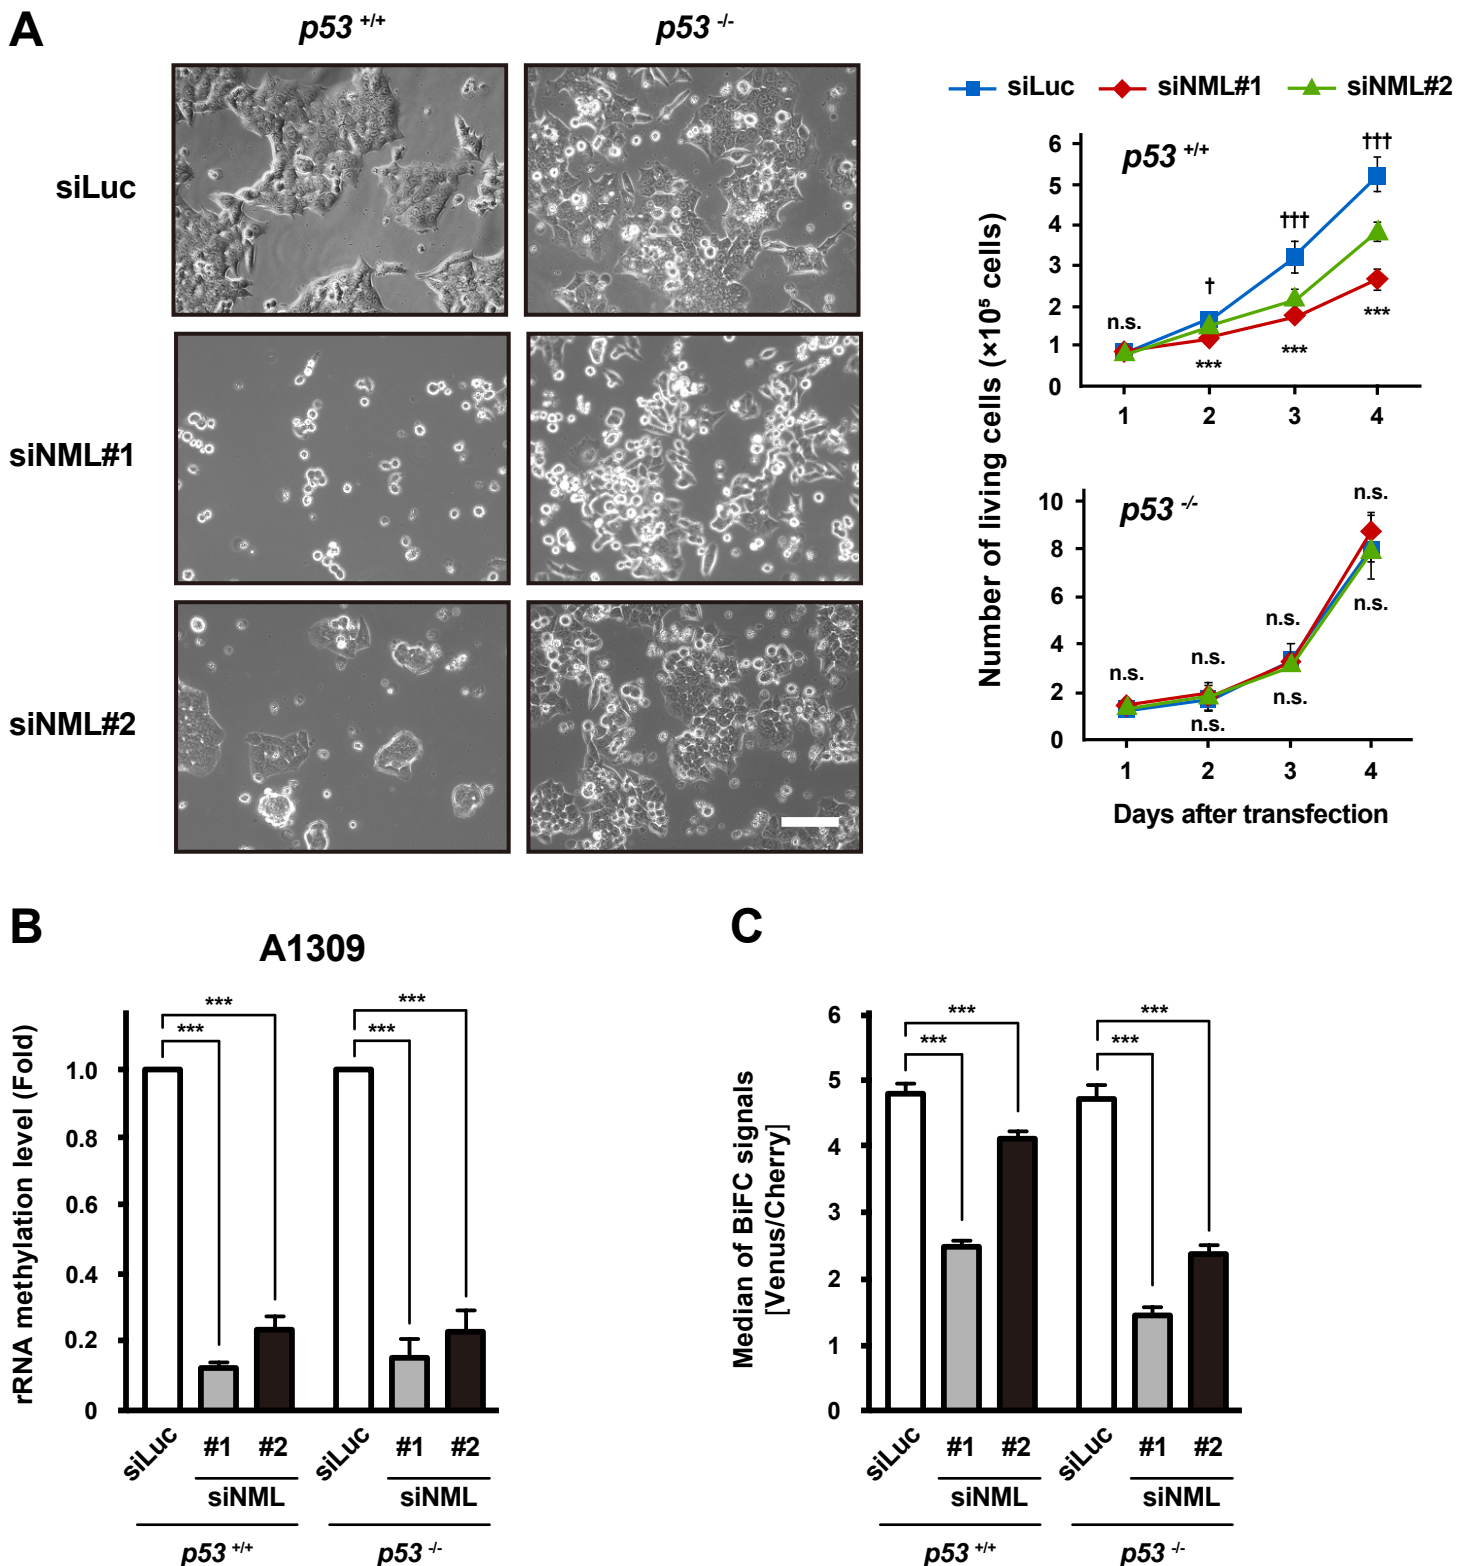 A
p53 +/+
p53 -/-
siLuc
siNML#1
siNML#2
siLuc siNML#1 siNML#2
Number of living cells (×10⁵ cells)
p53 +/+
6
5
4
3
2
1
0
n.s.
†
†††
†††
***
***
***
1 2 3 4
p53 -/-
10
8
6
4
2
0
n.s.
n.s.
n.s.
n.s.
n.s.
n.s.
n.s.
1 2 3 4
Days after transfection
B
A1309
rRNA methylation level (Fold)
1.0
0.8
0.6
0.4
0.2
0
***
***
***
***
siLuc #1 #2 siLuc #1 #2
siNML siNML
p53 +/+ p53 -/-
C
Median of BiFC signals
[Venus/Cherry]
6
5
4
3
2
1
0
***
***
***
***
siLuc #1 #2 siLuc #1 #2
siNML siNML
p53 +/+ p53 -/-